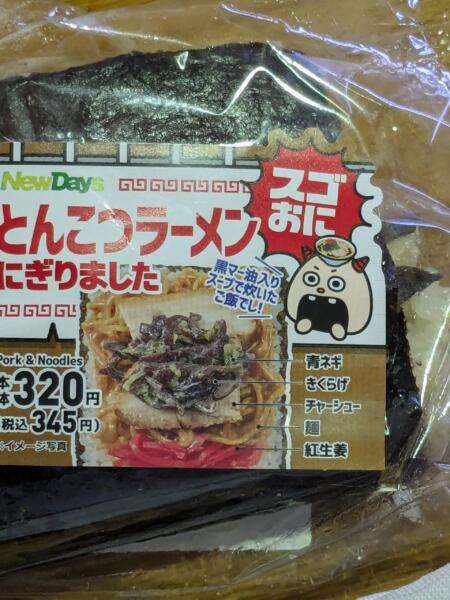 NewDays
スゴ
おに
とんこつラーメン
にぎりました
黒マー油入り
スープで炊いた
ご飯でし!
Pork & Noodles
本
体320円
(税込345円)
※イメージ写真
青ネギ
きくらげ
チャーシュー
麺
紅生姜